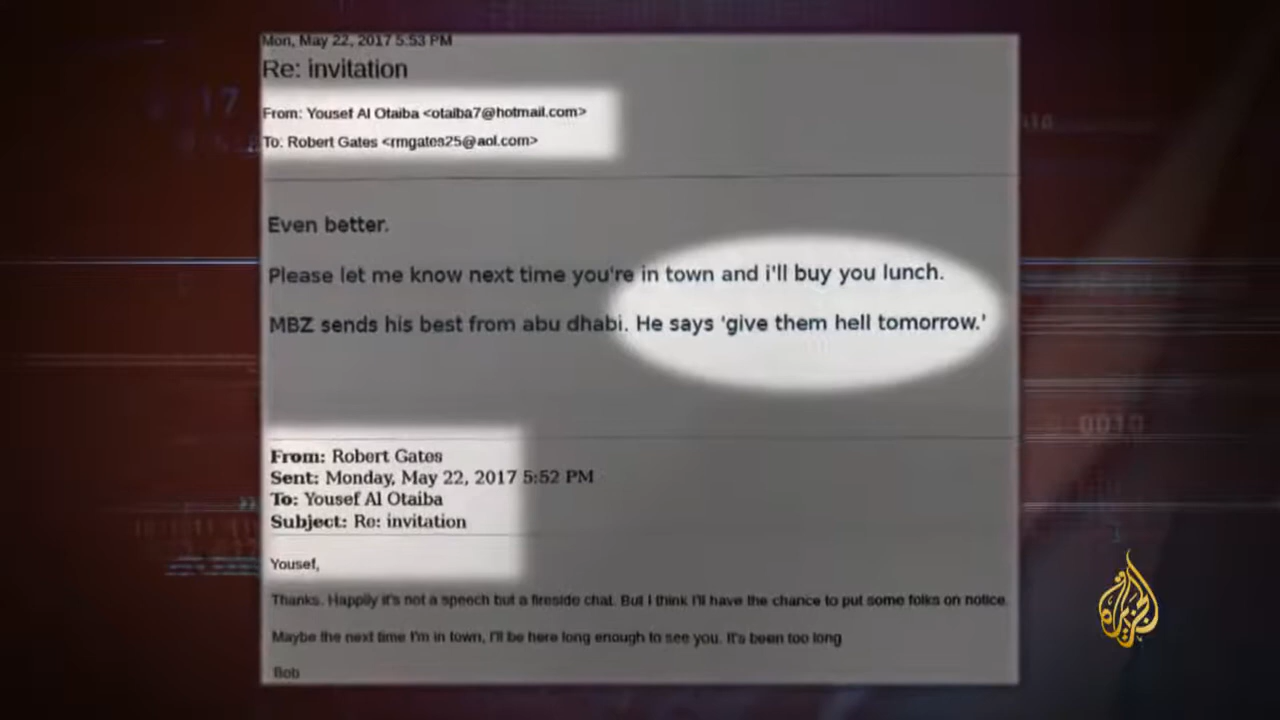 Mon, May 22, 2017 5:53 PM
Re: invitation
From: Yousef Al Otaiba <otaiba7@hotmail.com>
To: Robert Gates <rmgates25@aol.com>
Even better.
Please let me know next time you're in town and i'll buy you lunch.
MBZ sends his best from abu dhabi. He says 'give them hell tomorrow.'
From: Robert Gates
Sent: Monday, May 22, 2017 5:52 PM
To: Yousef Al Otaiba
Subject: Re: invitation
Yousef,
Thanks. Happily it's not a speech but a fireside chat. But I think I'll have the chance to put some folks on notice.
Maybe the next time I'm in town, I'll be here long enough to see you. It's been too long
Bob
17
0010
الجزيرة